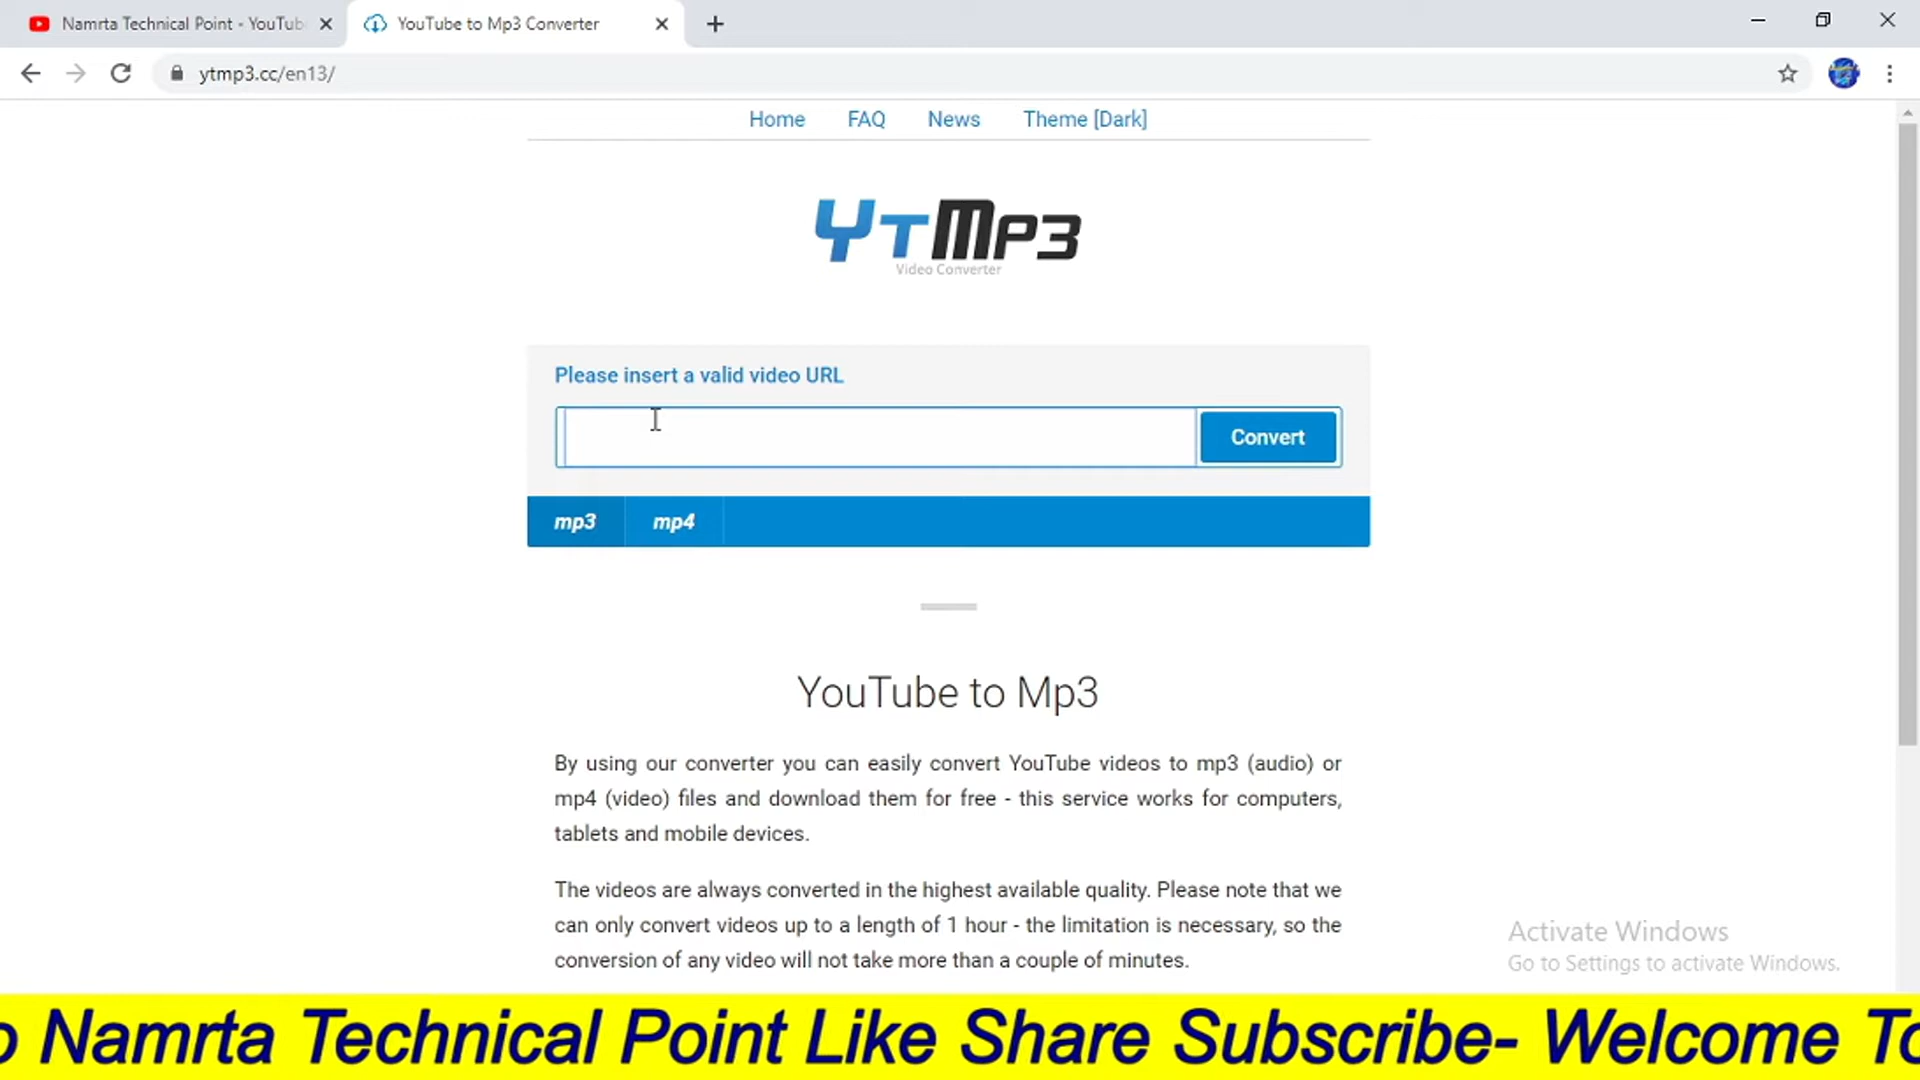 Namrta Technical Point - YouTub
YouTube to Mp3 Converter
ytmp3.cc/en13/
Home FAQ News Theme [Dark]
YTMP3
Video Converter
Please insert a valid video URL
Convert
mp3 mp4
YouTube to Mp3
By using our converter you can easily convert YouTube videos to mp3 (audio) or
mp4 (video) files and download them for free - this service works for computers,
tablets and mobile devices.
The videos are always converted in the highest available quality. Please note that we
can only convert videos up to a length of 1 hour - the limitation is necessary, so the
conversion of any video will not take more than a couple of minutes.
Activate Windows
Go to Settings to activate Windows.
o Namrta Technical Point Like Share Subscribe- Welcome To